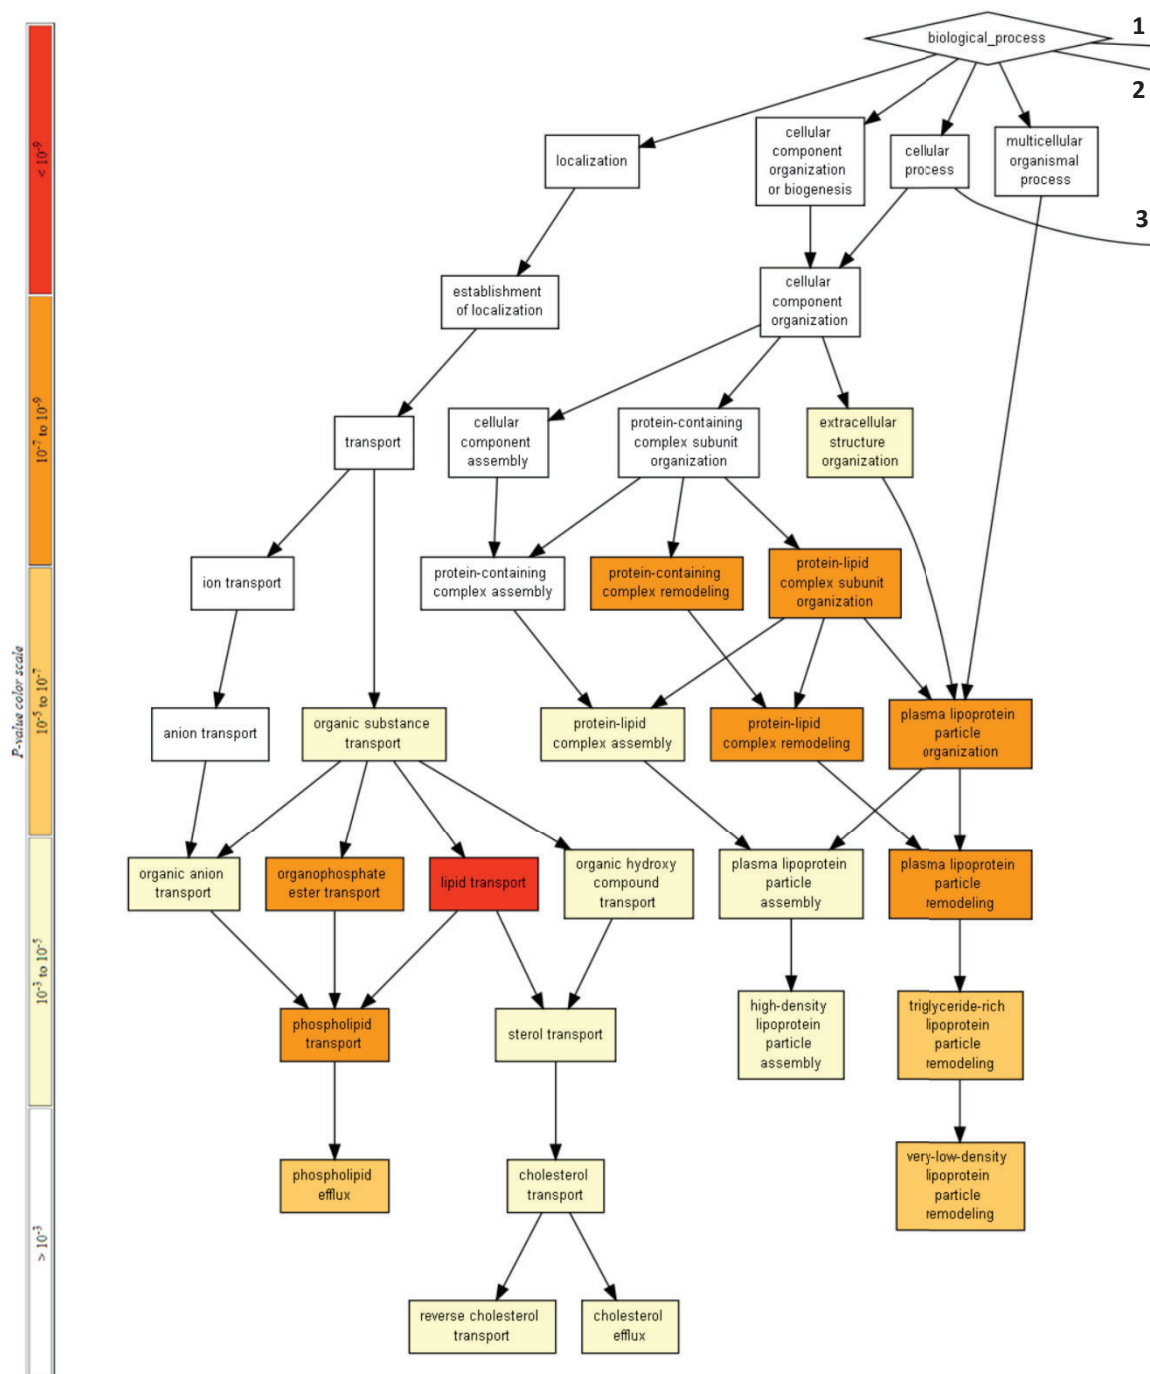 1
biological_process
2
cellular
component
organization
or biogenesis
cellular
process
multicellular
organismal
process
localization
3
establishment
of localization
cellular
component
organization
transport
cellular
component
assembly
protein-containing
complex subunit
organization
extracellular
structure
organization
ion transport
protein-containing
complex assembly
protein-containing
complex remodeling
protein-lipid
complex subunit
organization
anion transport
organic substance
transport
protein-lipid
complex assembly
protein-lipid
complex remodeling
plasma lipoprotein
particle
organization
organic anion
transport
organophosphate
ester transport
lipid transport
organic hydroxy
compound
transport
plasma lipoprotein
particle
assembly
plasma lipoprotein
particle
remodeling
phospholipid
transport
sterol transport
high-density
lipoprotein
particle
assembly
triglyceride-rich
lipoprotein
particle
remodeling
phospholipid
efflux
cholesterol
transport
very-low-density
lipoprotein
particle
remodeling
reverse cholesterol
transport
cholesterol
efflux
P-value color scale
< 10⁻⁹
10⁻⁷ to 10⁻⁹
10⁻⁵ to 10⁻⁷
10⁻³ to 10⁻⁵
> 10⁻³